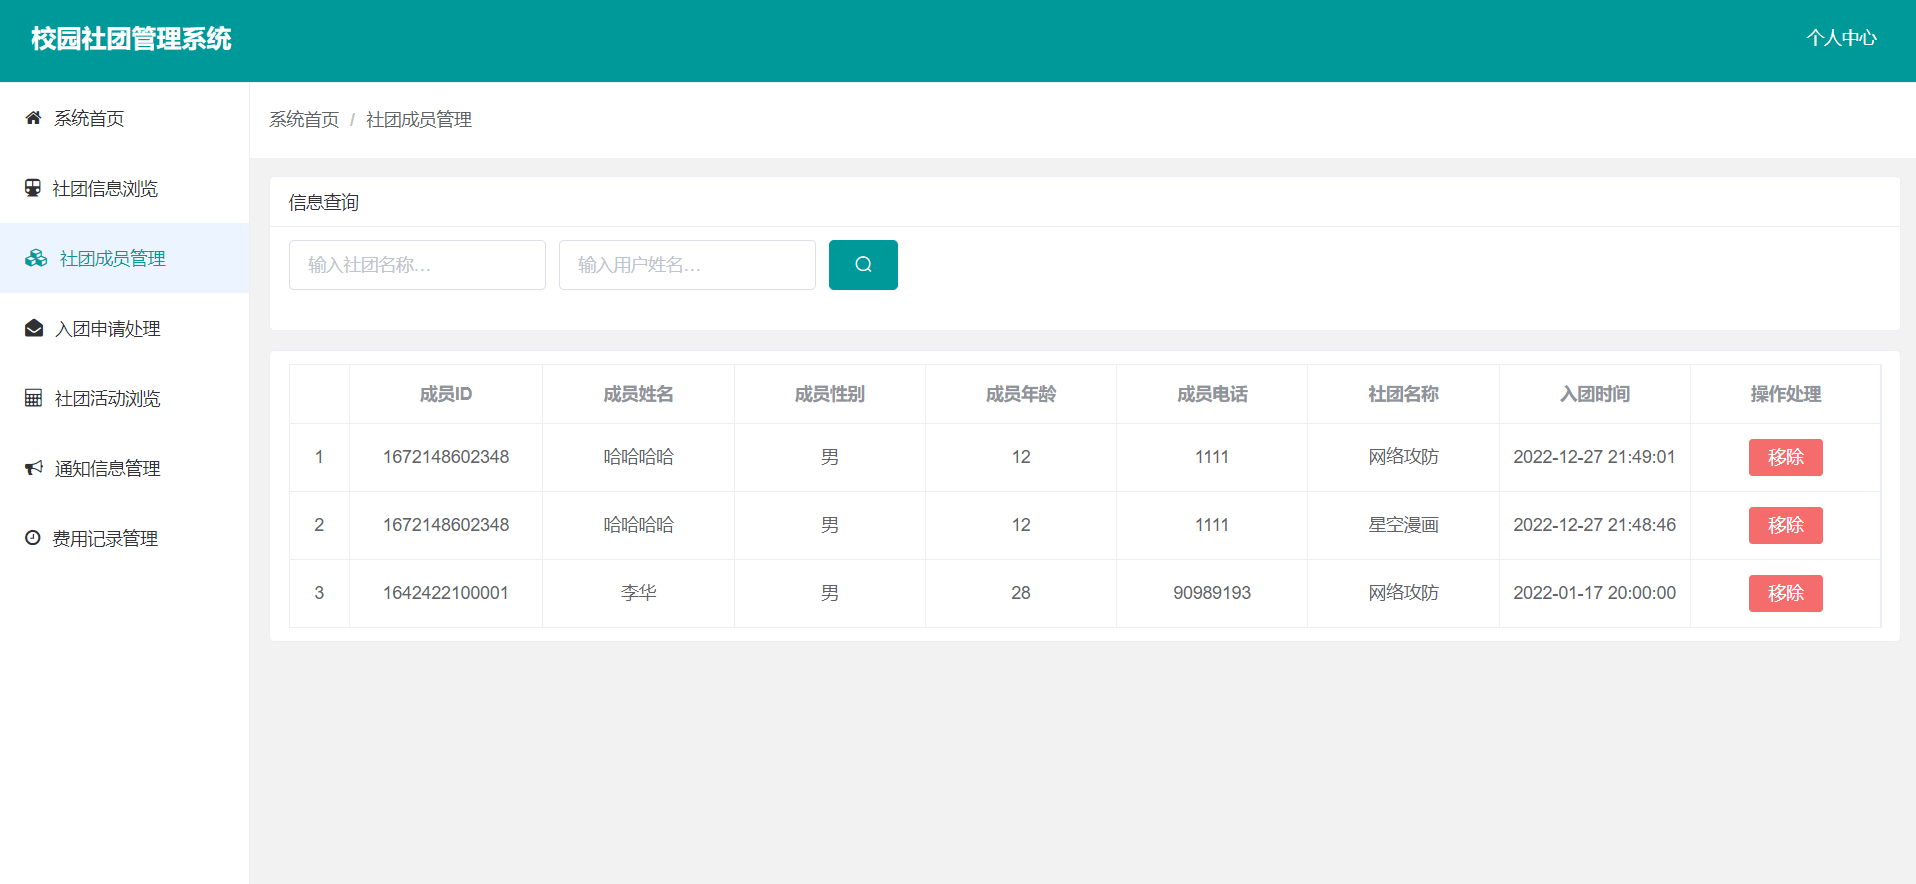 校园社团管理系统
个人中心
系统首页
社团信息浏览
社团成员管理
入团申请处理
社团活动浏览
通知信息管理
费用记录管理
系统首页 / 社团成员管理
信息查询
输入社团名称… 输入用户姓名…
成员ID 成员姓名 成员性别 成员年龄 成员电话 社团名称 入团时间 操作处理
1 1672148602348 哈哈哈哈 男 12 1111 网络攻防 2022-12-27 21:49:01 移除
2 1672148602348 哈哈哈哈 男 12 1111 星空漫画 2022-12-27 21:48:46 移除
3 1642422100001 李华 男 28 90989193 网络攻防 2022-01-17 20:00:00 移除